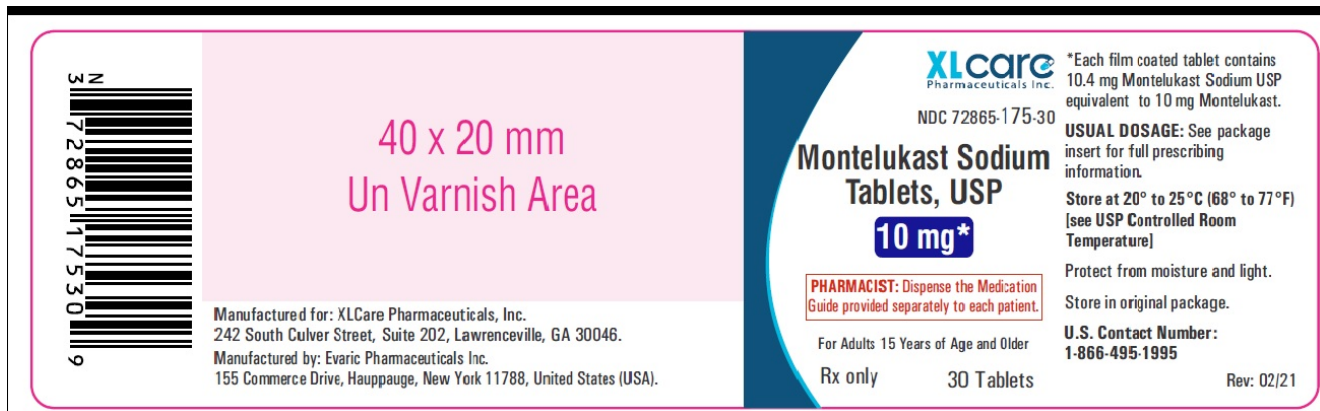 N
3 72865 17530 9
40 x 20 mm
Un Varnish Area
Manufactured for: XLCare Pharmaceuticals, Inc.
242 South Culver Street, Suite 202, Lawrenceville, GA 30046.
Manufactured by: Evaric Pharmaceuticals Inc.
155 Commerce Drive, Hauppauge, New York 11788, United States (USA).
XLcare
Pharmaceuticals Inc.
NDC 72865-175-30
Montelukast Sodium
Tablets, USP
10 mg*
PHARMACIST: Dispense the Medication
Guide provided separately to each patient.
For Adults 15 Years of Age and Older
Rx only 30 Tablets
*Each film coated tablet contains
10.4 mg Montelukast Sodium USP
equivalent to 10 mg Montelukast.
USUAL DOSAGE: See package
insert for full prescribing
information.
Store at 20° to 25°C (68° to 77°F)
[see USP Controlled Room
Temperature]
Protect from moisture and light.
Store in original package.
U.S. Contact Number:
1-866-495-1995
Rev: 02/21